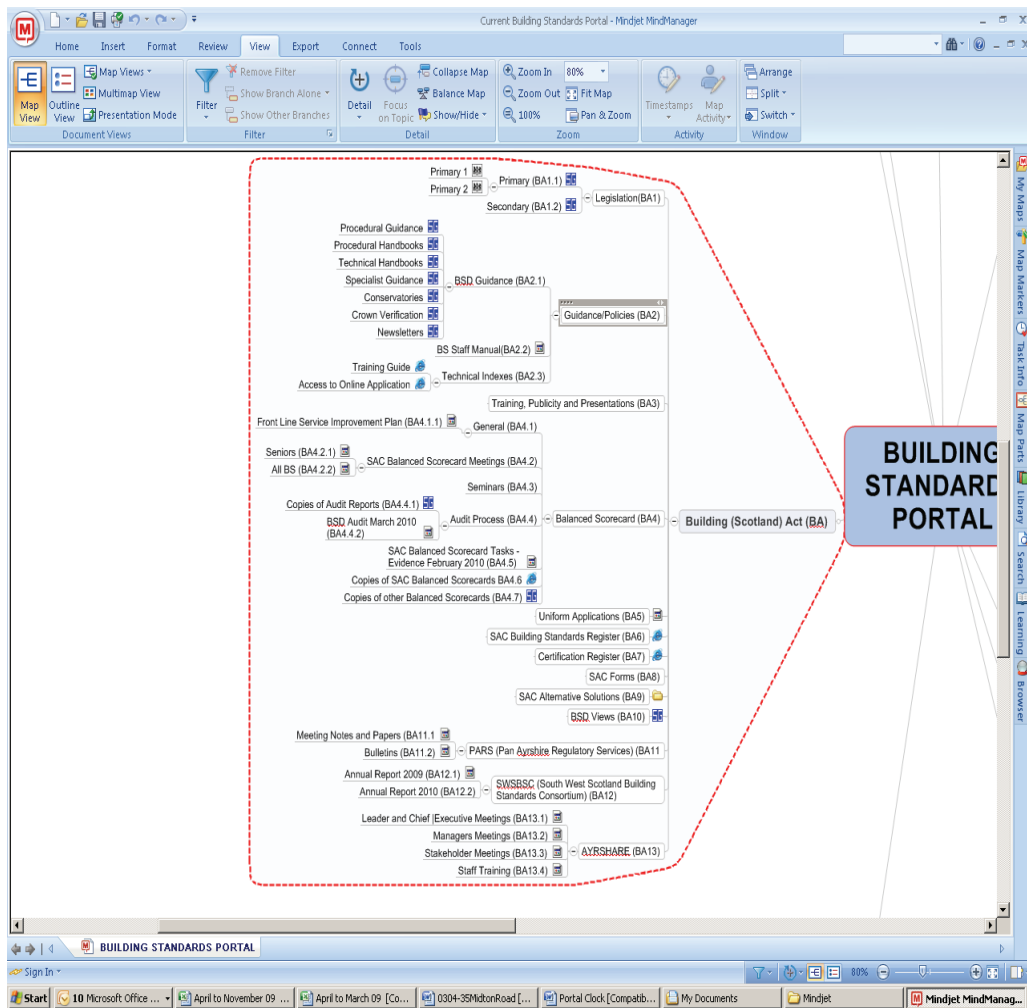 Current Building Standards Portal - Mindjet MindManager
Home Insert Format Review View Export Connect Tools
Map View
Outline View
Map Views
Multimap View
Presentation Mode
Document Views
Filter
Remove Filter
Show Branch Alone
Show Other Branches
Filter
Detail
Focus on Topic
Collapse Map
Balance Map
Show/Hide
Detail
Zoom In
Zoom Out
100%
80%
Fit Map
Pan & Zoom
Zoom
Timestamps
Map Activity
Activity
Arrange
Split
Switch
Window
Primary 1
Primary 2
Primary (BA1.1)
Secondary (BA1.2)
Legislation(BA1)
Procedural Guidance
Procedural Handbooks
Technical Handbooks
Specialist Guidance
Conservatories
Crown Verification
Newsletters
BSD Guidance (BA2.1)
Guidance/Policies (BA2)
BS Staff Manual(BA2.2)
Training Guide
Access to Online Application
Technical Indexes (BA2.3)
Training, Publicity and Presentations (BA3)
Front Line Service Improvement Plan (BA4.1.1)
General (BA4.1)
Seniors (BA4.2.1)
All BS (BA4.2.2)
SAC Balanced Scorecard Meetings (BA4.2)
Seminars (BA4.3)
Copies of Audit Reports (BA4.4.1)
BSD Audit March 2010
(BA4.4.2)
Audit Process (BA4.4)
Balanced Scorecard (BA4)
SAC Balanced Scorecard Tasks -
Evidence February 2010 (BA4.5)
Copies of SAC Balanced Scorecards BA4.6
Copies of other Balanced Scorecards (BA4.7)
Building (Scotland) Act (BA)
BUILDING
STANDARD
PORTAL
Uniform Applications (BA5)
SAC Building Standards Register (BA6)
Certification Register (BA7)
SAC Forms (BA8)
SAC Alternative Solutions (BA9)
BSD Views (BA10)
Meeting Notes and Papers (BA11.1
Bulletins (BA11.2)
PARS (Pan Ayrshire Regulatory Services) (BA11
Annual Report 2009 (BA12.1)
Annual Report 2010 (BA12.2)
SWSBSC (South West Scotland Building
Standards Consortium) (BA12)
Leader and Chief |Executive Meetings (BA13.1)
Managers Meetings (BA13.2)
Stakeholder Meetings (BA13.3)
Staff Training (BA13.4)
AYRSHARE (BA13)
My Maps
Map Markers
Task Info
Map Parts
Library
Search
Learning
Browser
BUILDING STANDARDS PORTAL
Sign In
80%
Start
10 Microsoft Office ...
April to November 09 ...
April to March 09 [Co...
0304-35MidtonRoad [...
Portal Clock [Compatib...
My Documents
Mindjet
Mindjet MindManag...